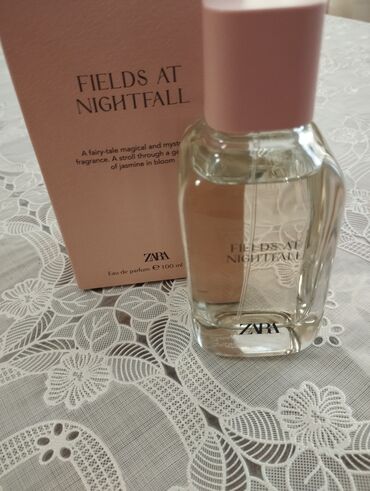 FIELDS AT
NIGHTFALL
A fairy-tale magical and
fragrance. A stroll through a
of jasmine in bloom
ZARA
Eau de parfum e 100 ml
FIELDS AT
NIGHTFALL
ZARA